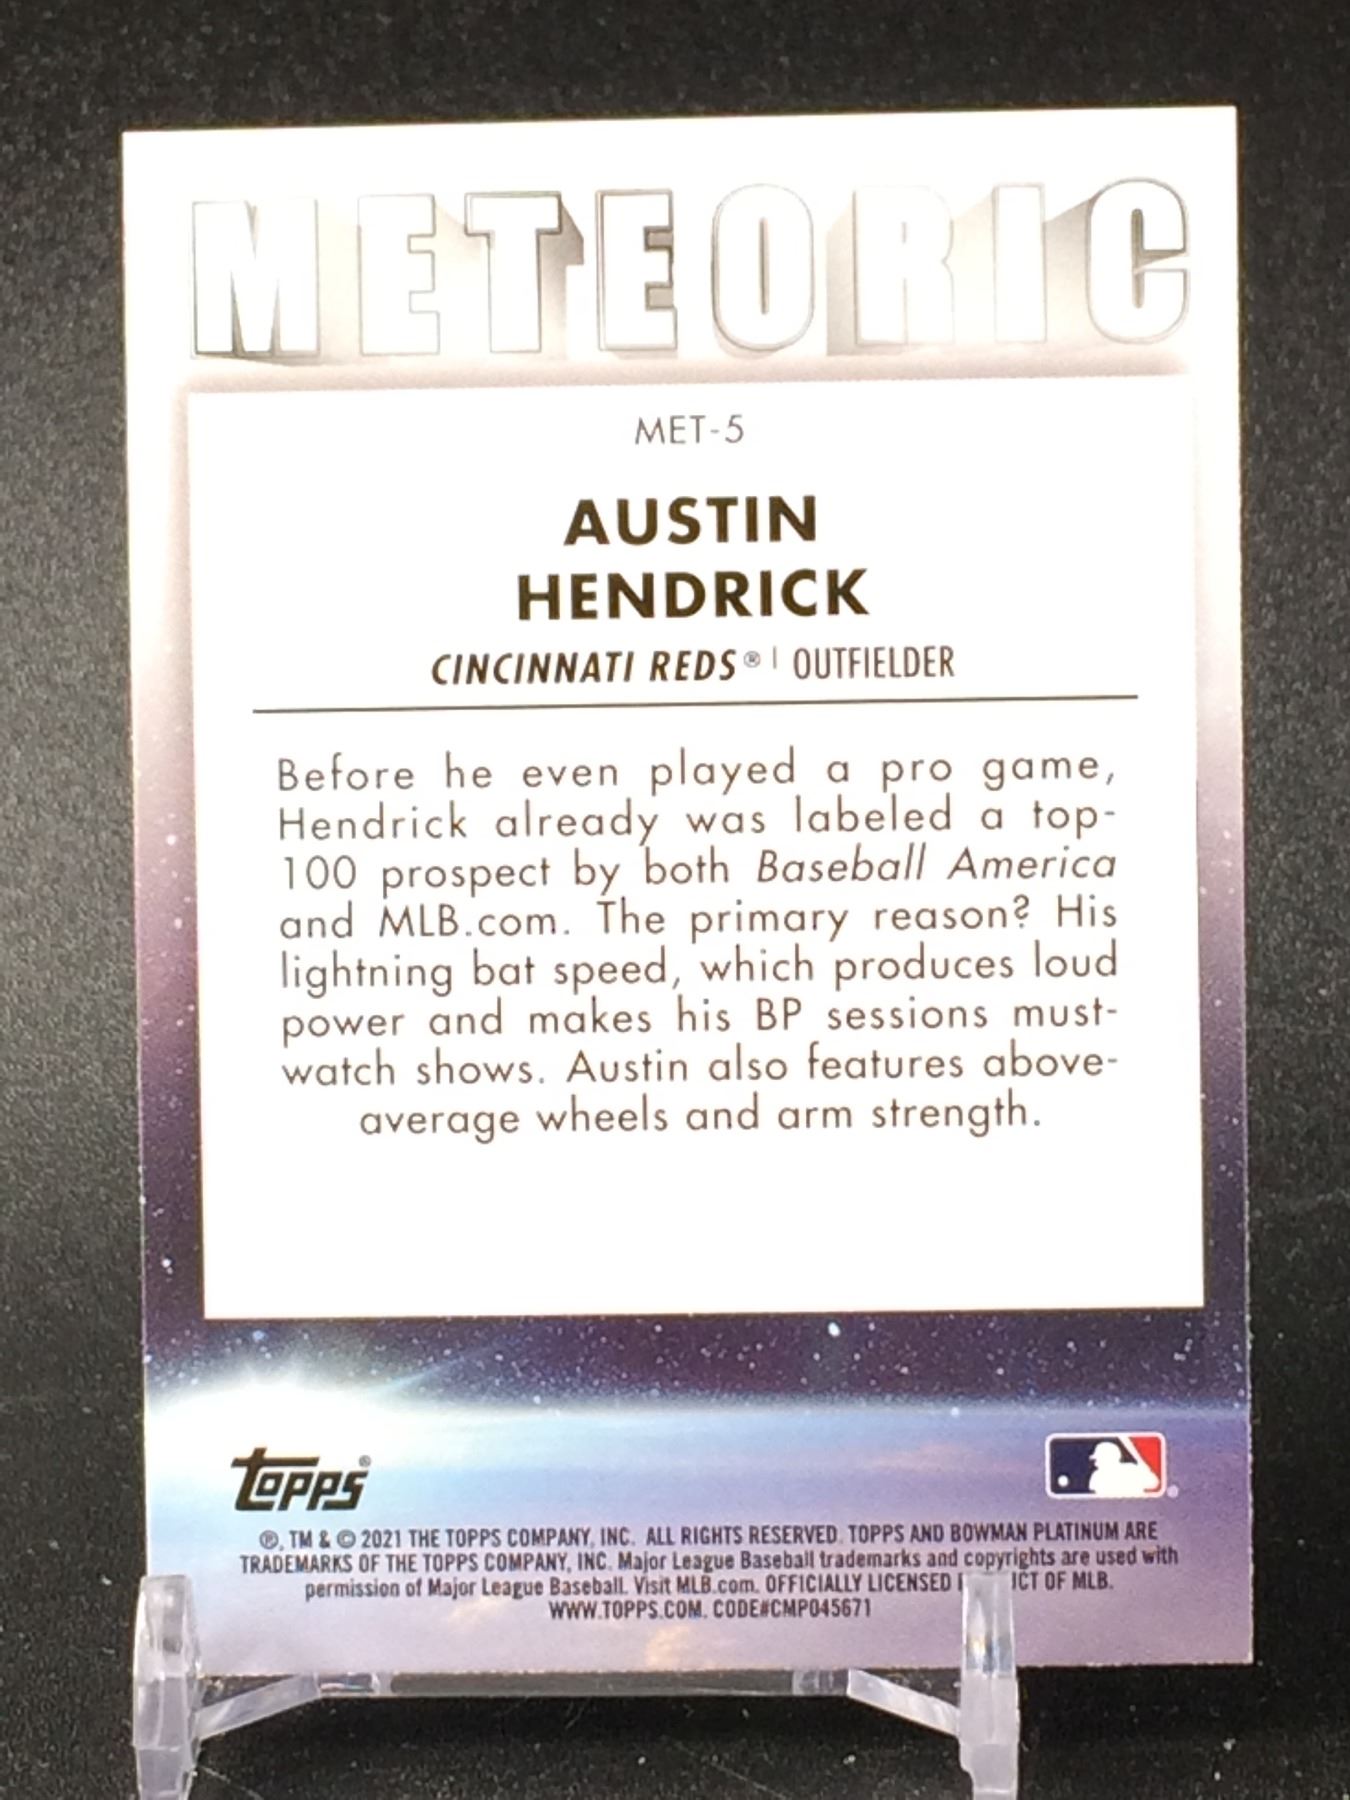 METEORIC
MET-5
AUSTIN
HENDRICK
CINCINNATI REDS® | OUTFIELDER
Before he even played a pro game,
Hendrick already was labeled a top-
100 prospect by both Baseball America
and MLB.com. The primary reason? His
lightning bat speed, which produces loud
power and makes his BP sessions must-
watch shows. Austin also features above-
average wheels and arm strength.
topps®
®, TM & © 2021 THE TOPPS COMPANY, INC. ALL RIGHTS RESERVED. TOPPS AND BOWMAN PLATINUM ARE
TRADEMARKS OF THE TOPPS COMPANY, INC. Major League Baseball trademarks and copyrights are used with
permission of Major League Baseball. Visit MLB.com. OFFICIALLY LICENSED OF MLB.
WWW.TOPPS.COM. CODE#CMP045671